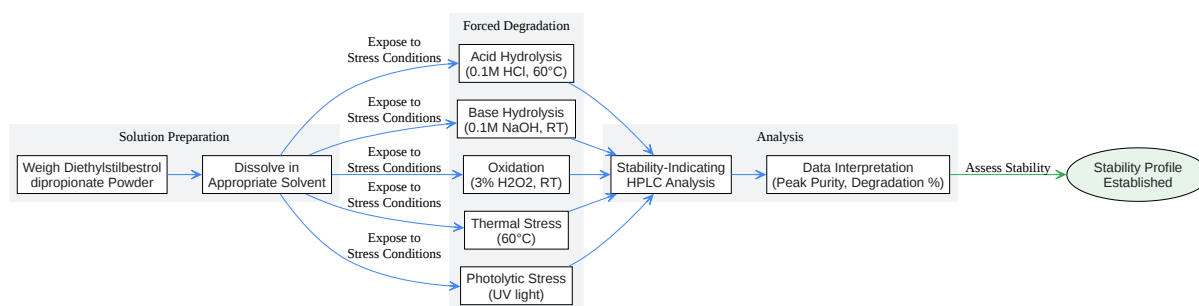 Forced Degradation
Expose to
Stress Conditions
Acid Hydrolysis
(0.1M HCl, 60°C)
Expose to
Stress Conditions
Base Hydrolysis
(0.1M NaOH, RT)
Solution Preparation
Analysis
Weigh Diethylstilbestrol
dipropionate Powder
Dissolve in
Appropriate Solvent
Expose to
Stress Conditions
Oxidation
(3% H2O2, RT)
Stability-Indicating
HPLC Analysis
Data Interpretation
(Peak Purity, Degradation %)
Assess Stability
Stability Profile
Established
Expose to
Stress Conditions
Thermal Stress
(60°C)
Expose to
Stress Conditions
Photolytic Stress
(UV light)